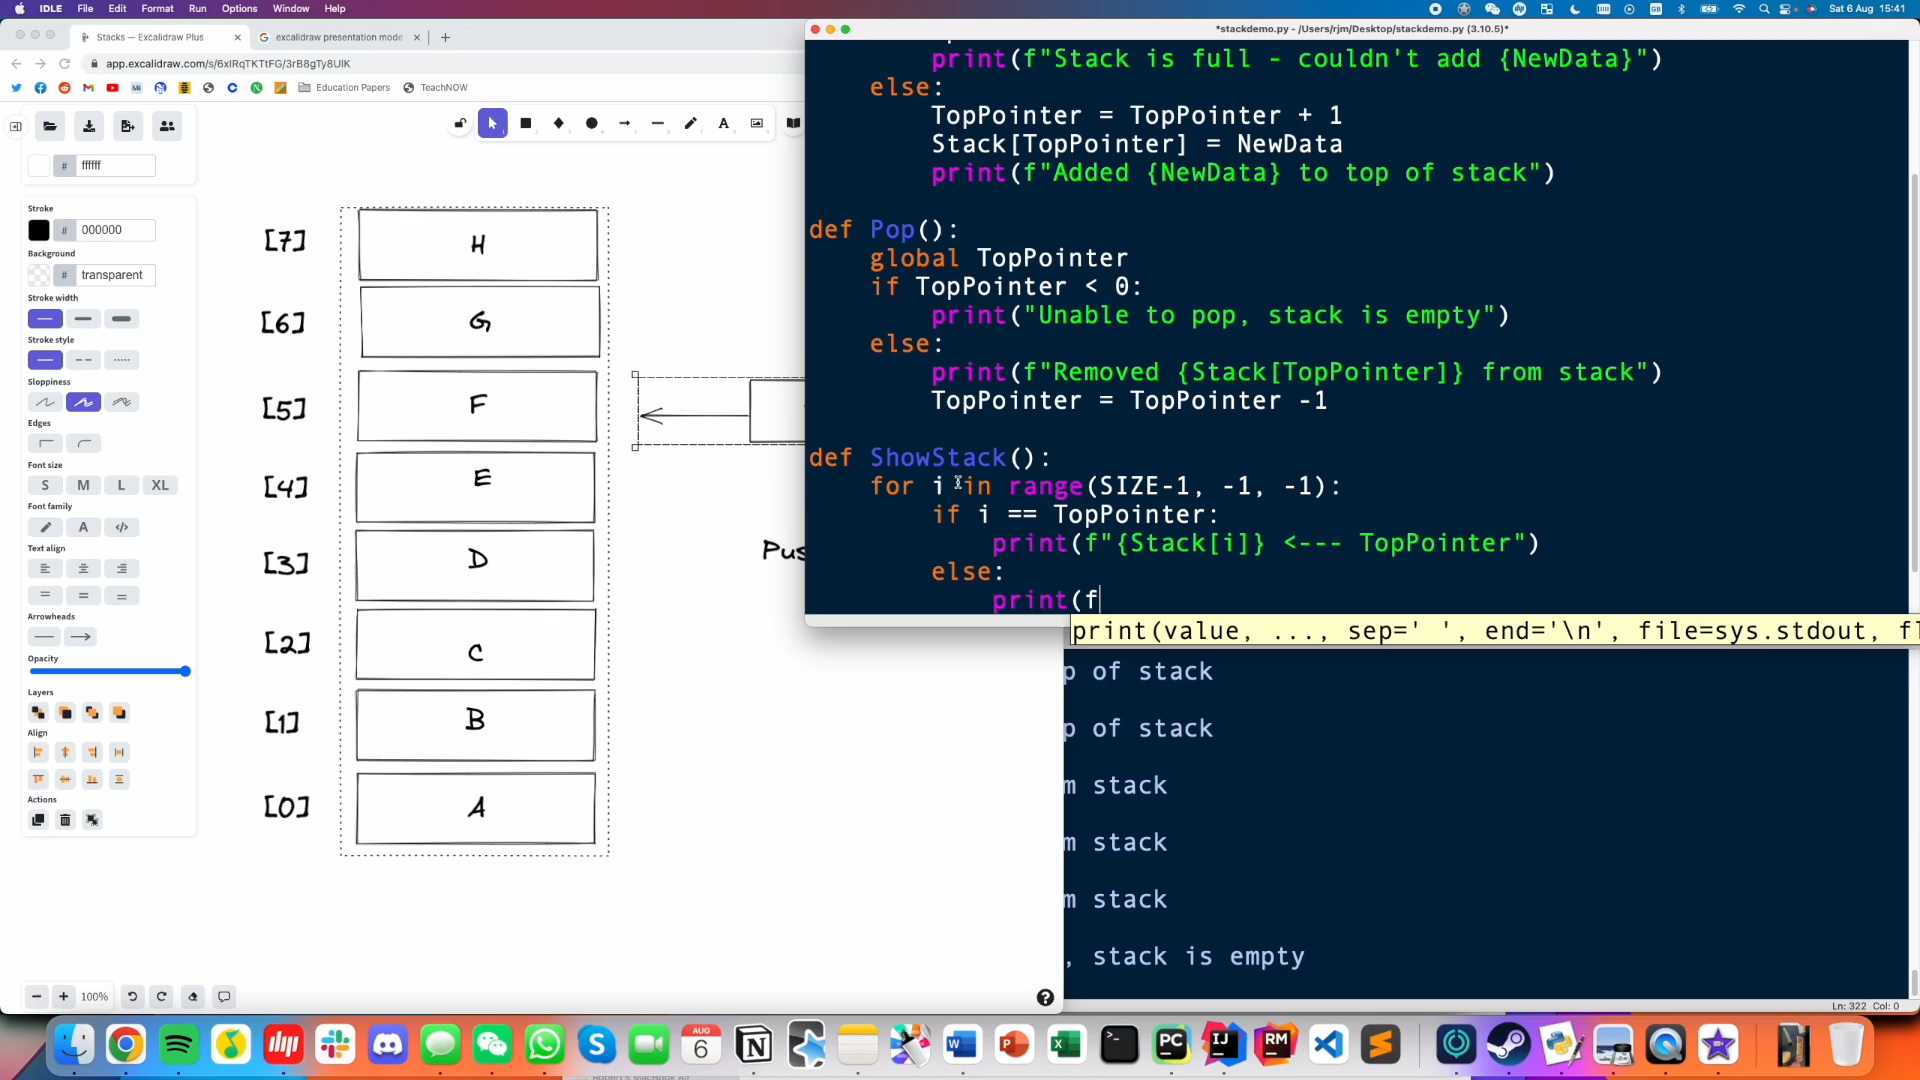 IDLE File Edit Format Run Options Window Help
Sat 6 Aug 15:41
Stacks — Excalidraw Plus
excalidraw presentation mode
app.excalidraw.com/s/6xIRqTKTtFG/3rB8gTy8UIK
Education Papers
TeachNOW
# ffffff
Stroke
# 000000
Background
# transparent
Stroke width
Stroke style
Sloppiness
Edges
Font size
S M L XL
Font family
A </>
Text align
Arrowheads
Opacity
Layers
Align
Actions
100%
[7] H
[6] G
[5] F
[4] E
[3] D
[2] C
[1] B
[0] A
Pus
*stackdemo.py - /Users/rjm/Desktop/stackdemo.py (3.10.5)*
print(f"Stack is full - couldn't add {NewData}")
else:
TopPointer = TopPointer + 1
Stack[TopPointer] = NewData
print(f"Added {NewData} to top of stack")
def Pop():
global TopPointer
if TopPointer < 0:
print("Unable to pop, stack is empty")
else:
print(f"Removed {Stack[TopPointer]} from stack")
TopPointer = TopPointer -1
def ShowStack():
for i in range(SIZE-1, -1, -1):
if i == TopPointer:
print(f"{Stack[i]} <--- TopPointer")
else:
print(f
print(value, ..., sep=' ', end='\n', file=sys.stdout, fl
p of stack
p of stack
m stack
m stack
m stack
, stack is empty
Ln: 322 Col: 0
AUG
6